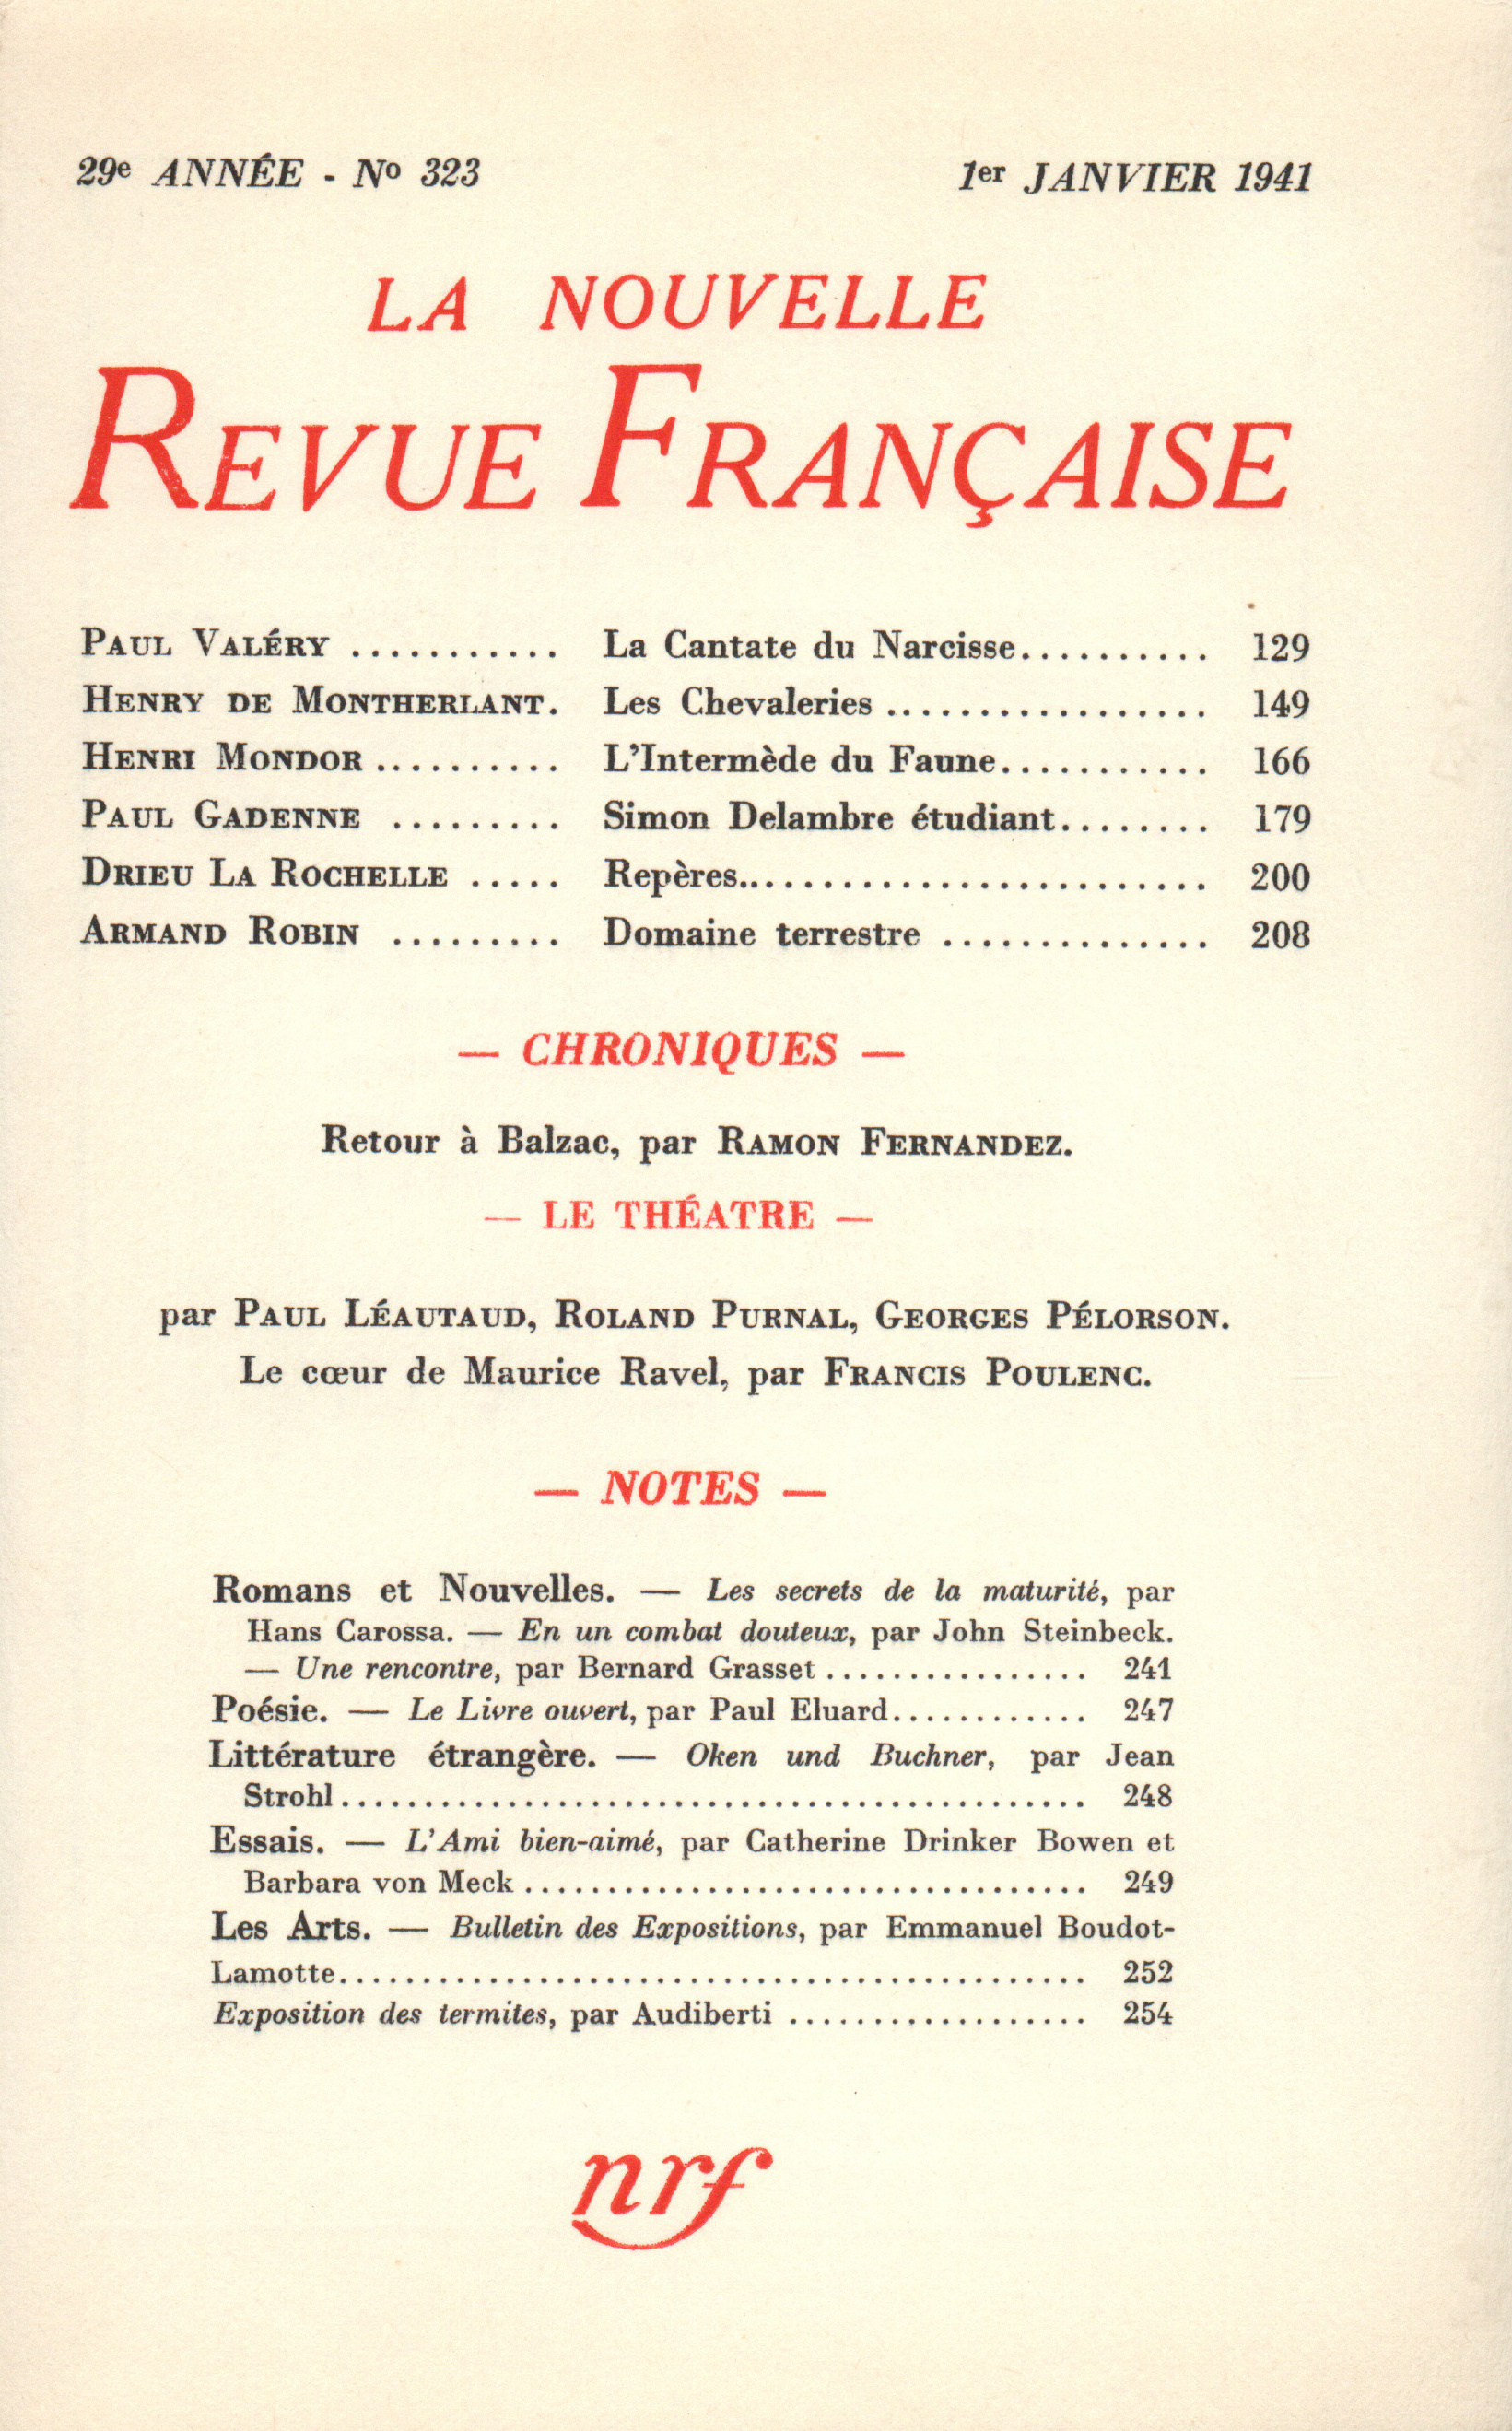 29e ANNÉE - No 323
1er JANVIER 1941
LA NOUVELLE
REVUE FRANÇAISE
PAUL VALÉRY ........... La Cantate du Narcisse.......... 129
HENRY DE MONTHERLANT. Les Chevaleries ................. 149
HENRI MONDOR .......... L'Intermède du Faune........... 166
PAUL GADENNE ......... Simon Delambre étudiant........ 179
DRIEU LA ROCHELLE ..... Repères.......................... 200
ARMAND ROBIN ......... Domaine terrestre .............. 208
— CHRONIQUES —
Retour à Balzac, par RAMON FERNANDEZ.
— LE THÉATRE —
par PAUL LÉAUTAUD, ROLAND PURNAL, GEORGES PÉLORSON.
Le cœur de Maurice Ravel, par FRANCIS POULENC.
— NOTES —
Romans et Nouvelles. — Les secrets de la maturité, par
Hans Carossa. — En un combat douteux, par John Steinbeck.
— Une rencontre, par Bernard Grasset ................ 241
Poésie. — Le Livre ouvert, par Paul Eluard............ 247
Littérature étrangère. — Oken und Buchner, par Jean
Strohl............................................. 248
Essais. — L'Ami bien-aimé, par Catherine Drinker Bowen et
Barbara von Meck .................................. 249
Les Arts. — Bulletin des Expositions, par Emmanuel Boudot-
Lamotte............................................. 252
Exposition des termites, par Audiberti .................. 254
nrf